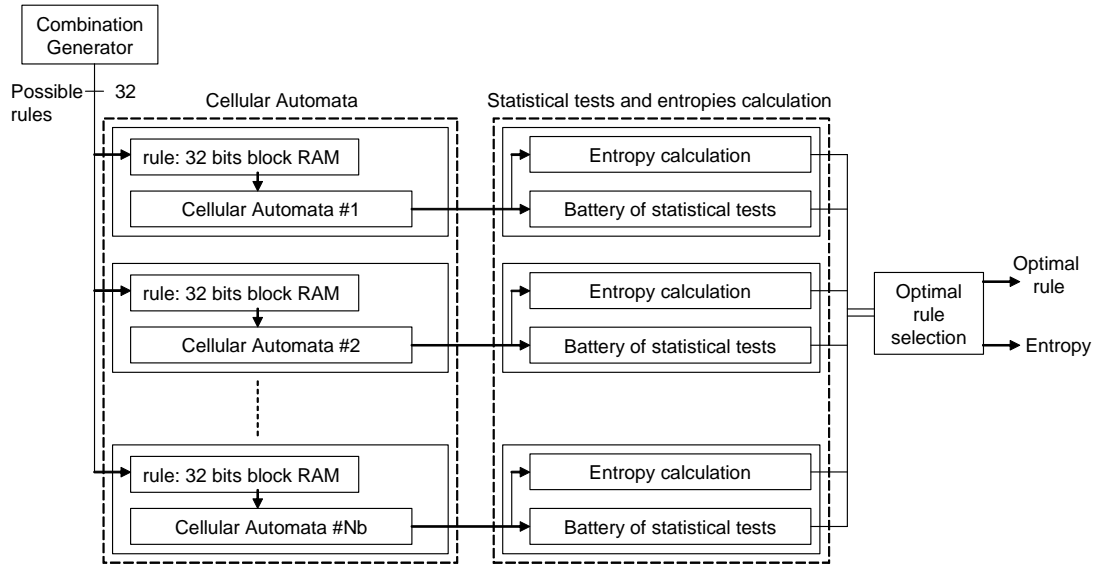 Combination
Generator
Possible
rules
32
Cellular Automata
Statistical tests and entropies calculation
rule: 32 bits block RAM
Cellular Automata #1
Entropy calculation
Battery of statistical tests
rule: 32 bits block RAM
Cellular Automata #2
Entropy calculation
Battery of statistical tests
Optimal
rule
selection
Optimal
rule
Entropy
rule: 32 bits block RAM
Cellular Automata #Nb
Entropy calculation
Battery of statistical tests